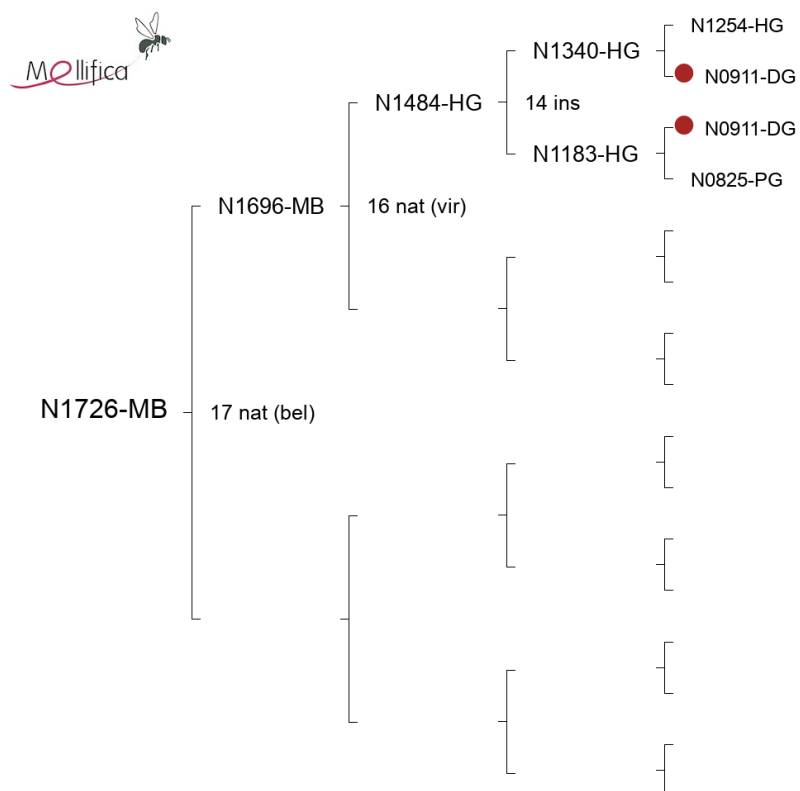 Mellifica
N1254-HG
N1340-HG
N0911-DG
N1484-HG
14 ins
N0911-DG
N1183-HG
N0825-PG
N1696-MB
16 nat (vir)
N1726-MB
17 nat (bel)